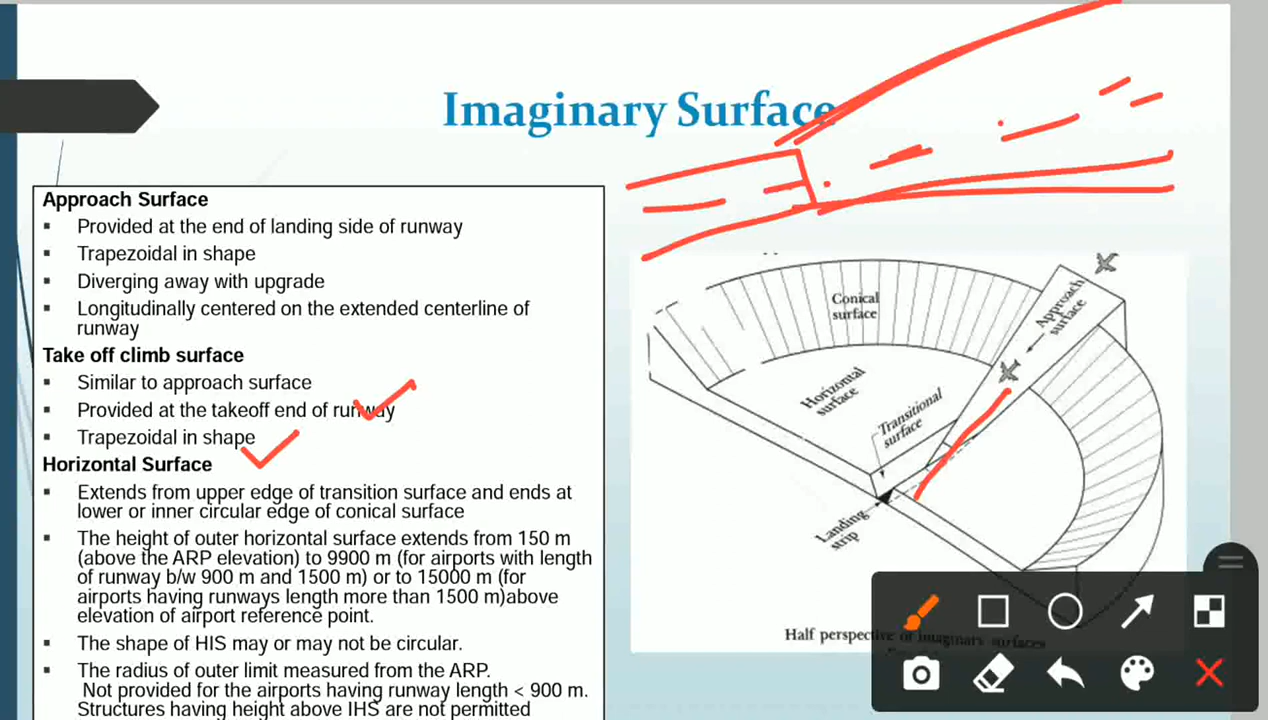 Imaginary Surface
Approach Surface
▪ Provided at the end of landing side of runway
▪ Trapezoidal in shape
▪ Diverging away with upgrade
▪ Longitudinally centered on the extended centerline of
runway
Take off climb surface
▪ Similar to approach surface
▪ Provided at the takeoff end of runway
▪ Trapezoidal in shape
Horizontal Surface
▪ Extends from upper edge of transition surface and ends at
lower or inner circular edge of conical surface
▪ The height of outer horizontal surface extends from 150 m
(above the ARP elevation) to 9900 m (for airports with length
of runway b/w 900 m and 1500 m) or to 15000 m (for
airports having runways length more than 1500 m)above
elevation of airport reference point.
▪ The shape of HIS may or may not be circular.
▪ The radius of outer limit measured from the ARP.
Not provided for the airports having runway length < 900 m.
Structures having height above IHS are not permitted
Conical
surface
Approach
surface
Horizontal
surface
Transitional
surface
Landing
strip
Half perspective of imaginary surfaces